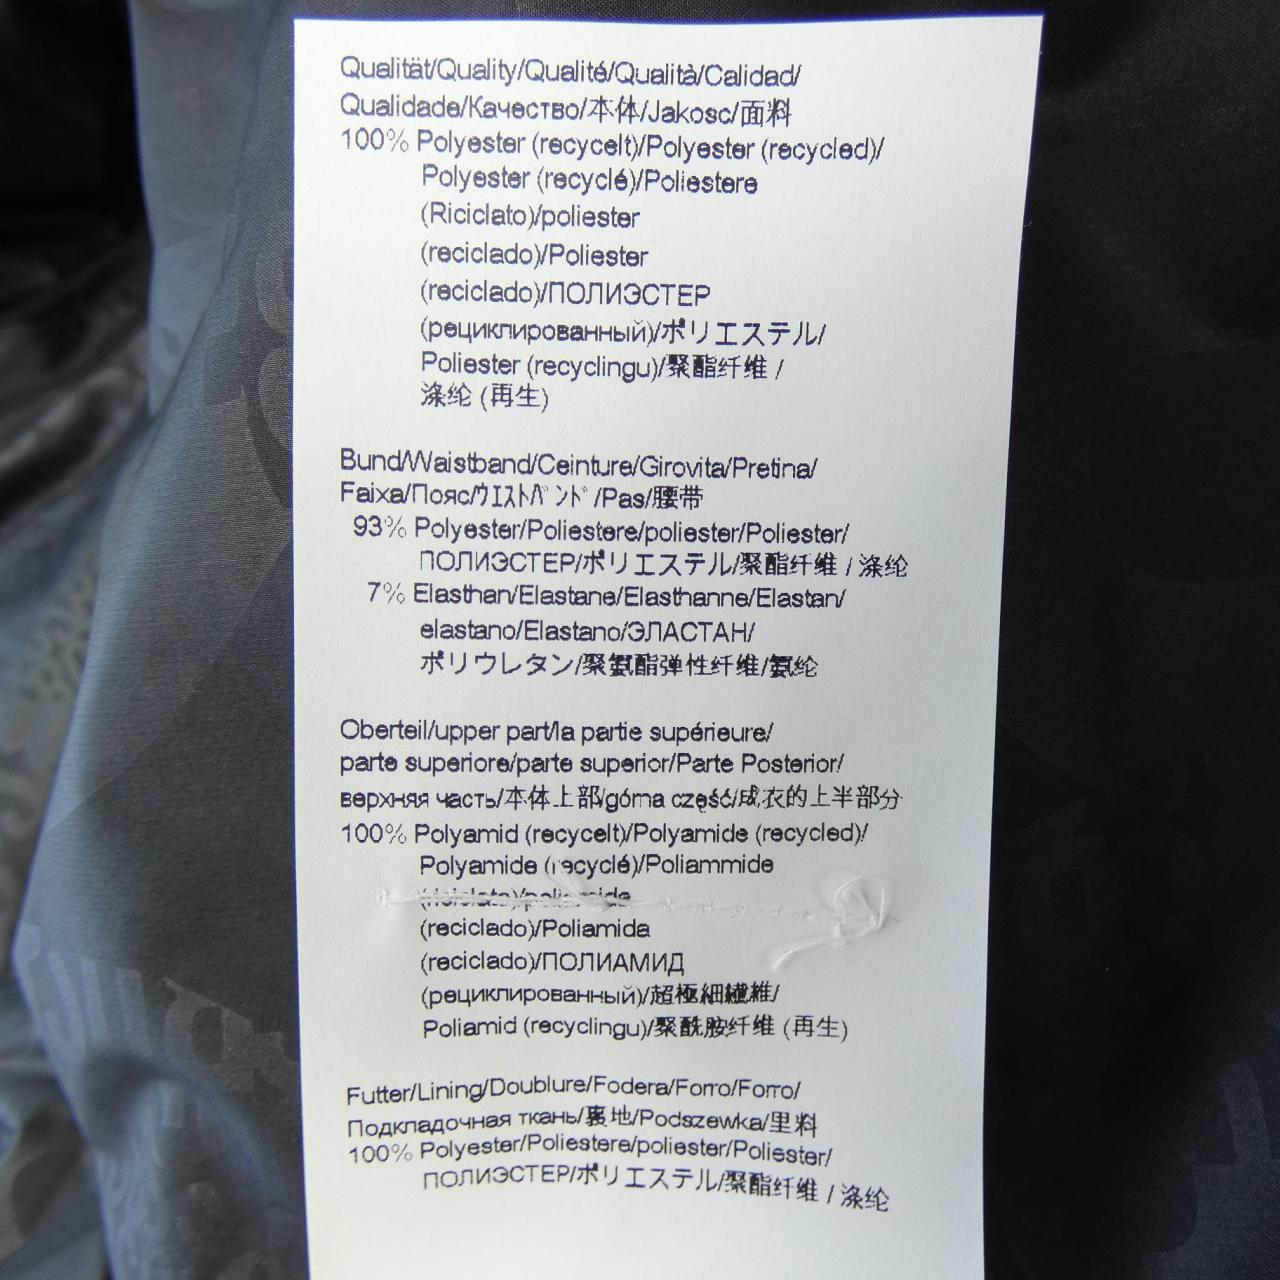 Qualität/Quality/Qualité/Qualità/Calidad/
Qualidade/Качество/本体/Jakosc/面料
100% Polyester (recycelt)/Polyester (recycled)/
Polyester (recyclé)/Poliestere
(Riciclato)/poliester
(reciclado)/Poliester
(reciclado)/ПОЛИЭСТЕР
(рециклированный)/ポリエステル/
Poliester (recyclingu)/聚酯纤维 /
涤纶 (再生)
Bund/Waistband/Ceinture/Girovita/Pretina/
Faixa/Пояс/ｳｴｽﾄﾊﾞﾝﾄﾞ/Pas/腰带
93% Polyester/Poliestere/poliester/Poliester/
ПОЛИЭСТЕР/ポリエステル/聚酯纤维 / 涤纶
7% Elasthan/Elastane/Elasthanne/Elastan/
elastano/Elastano/ЭЛАСТАН/
ポリウレタン/聚氨酯弹性纤维/氨纶
Oberteil/upper part/la partie supérieure/
parte superiore/parte superior/Parte Posterior/
верхняя часть/本体上部/górna część/成衣的上半部分
100% Polyamid (recycelt)/Polyamide (recycled)/
Polyamide (recyclé)/Poliammide
(riciclato)/poliamida
(reciclado)/Poliamida
(reciclado)/ПОЛИАМИД
(рециклированный)/超極細繊維/
Poliamid (recyclingu)/聚酰胺纤维 (再生)
Futter/Lining/Doublure/Fodera/Forro/Forro/
Подкладочная ткань/裏地/Podszewka/里料
100% Polyester/Poliestere/poliester/Poliester/
ПОЛИЭСТЕР/ポリエステル/聚酯纤维 / 涤纶